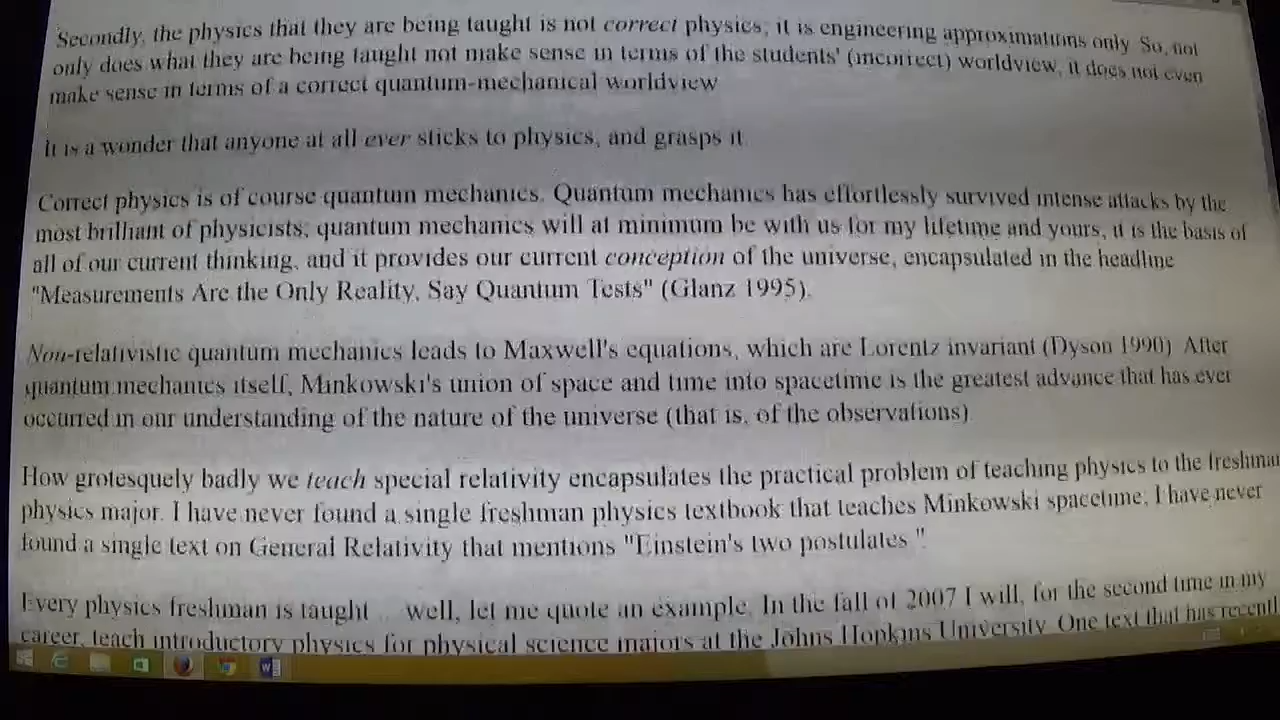 Secondly, the physics that they are being taught is not correct physics; it is engineering approximations only. So, not
only does what they are being taught not make sense in terms of the students' (incorrect) worldview, it does not even
make sense in terms of a correct quantum-mechanical worldview
It is a wonder that anyone at all ever sticks to physics, and grasps it.
Correct physics is of course quantum mechanics. Quantum mechanics has effortlessly survived intense attacks by the
most brilliant of physicists; quantum mechanics will at minimum be with us for my lifetime and yours, it is the basis of
all of our current thinking, and it provides our current conception of the universe, encapsulated in the headline
"Measurements Are the Only Reality, Say Quantum Tests" (Glanz 1995).
Non-relativistic quantum mechanics leads to Maxwell's equations, which are Lorentz invariant (Dyson 1990). After
quantum mechanics itself, Minkowski's union of space and time into spacetime is the greatest advance that has ever
occurred in our understanding of the nature of the universe (that is, of the observations).
How grotesquely badly we teach special relativity encapsulates the practical problem of teaching physics to the freshman
physics major. I have never found a single freshman physics textbook that teaches Minkowski spacetime; I have never
found a single text on General Relativity that mentions "Einstein's two postulates."
Every physics freshman is taught ... well, let me quote an example. In the fall of 2007 I will, for the second time in my
career, teach introductory physics for physical science majors at the Johns Hopkins University. One text that has recentl